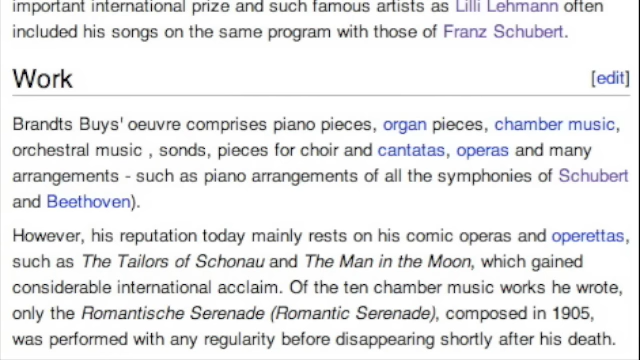 important international prize and such famous artists as Lilli Lehmann often
included his songs on the same program with those of Franz Schubert.
Work [edit]
Brandts Buys' oeuvre comprises piano pieces, organ pieces, chamber music,
orchestral music , sonds, pieces for choir and cantatas, operas and many
arrangements - such as piano arrangements of all the symphonies of Schubert
and Beethoven).
However, his reputation today mainly rests on his comic operas and operettas,
such as The Tailors of Schonau and The Man in the Moon, which gained
considerable international acclaim. Of the ten chamber music works he wrote,
only the Romantische Serenade (Romantic Serenade), composed in 1905,
was performed with any regularity before disappearing shortly after his death.